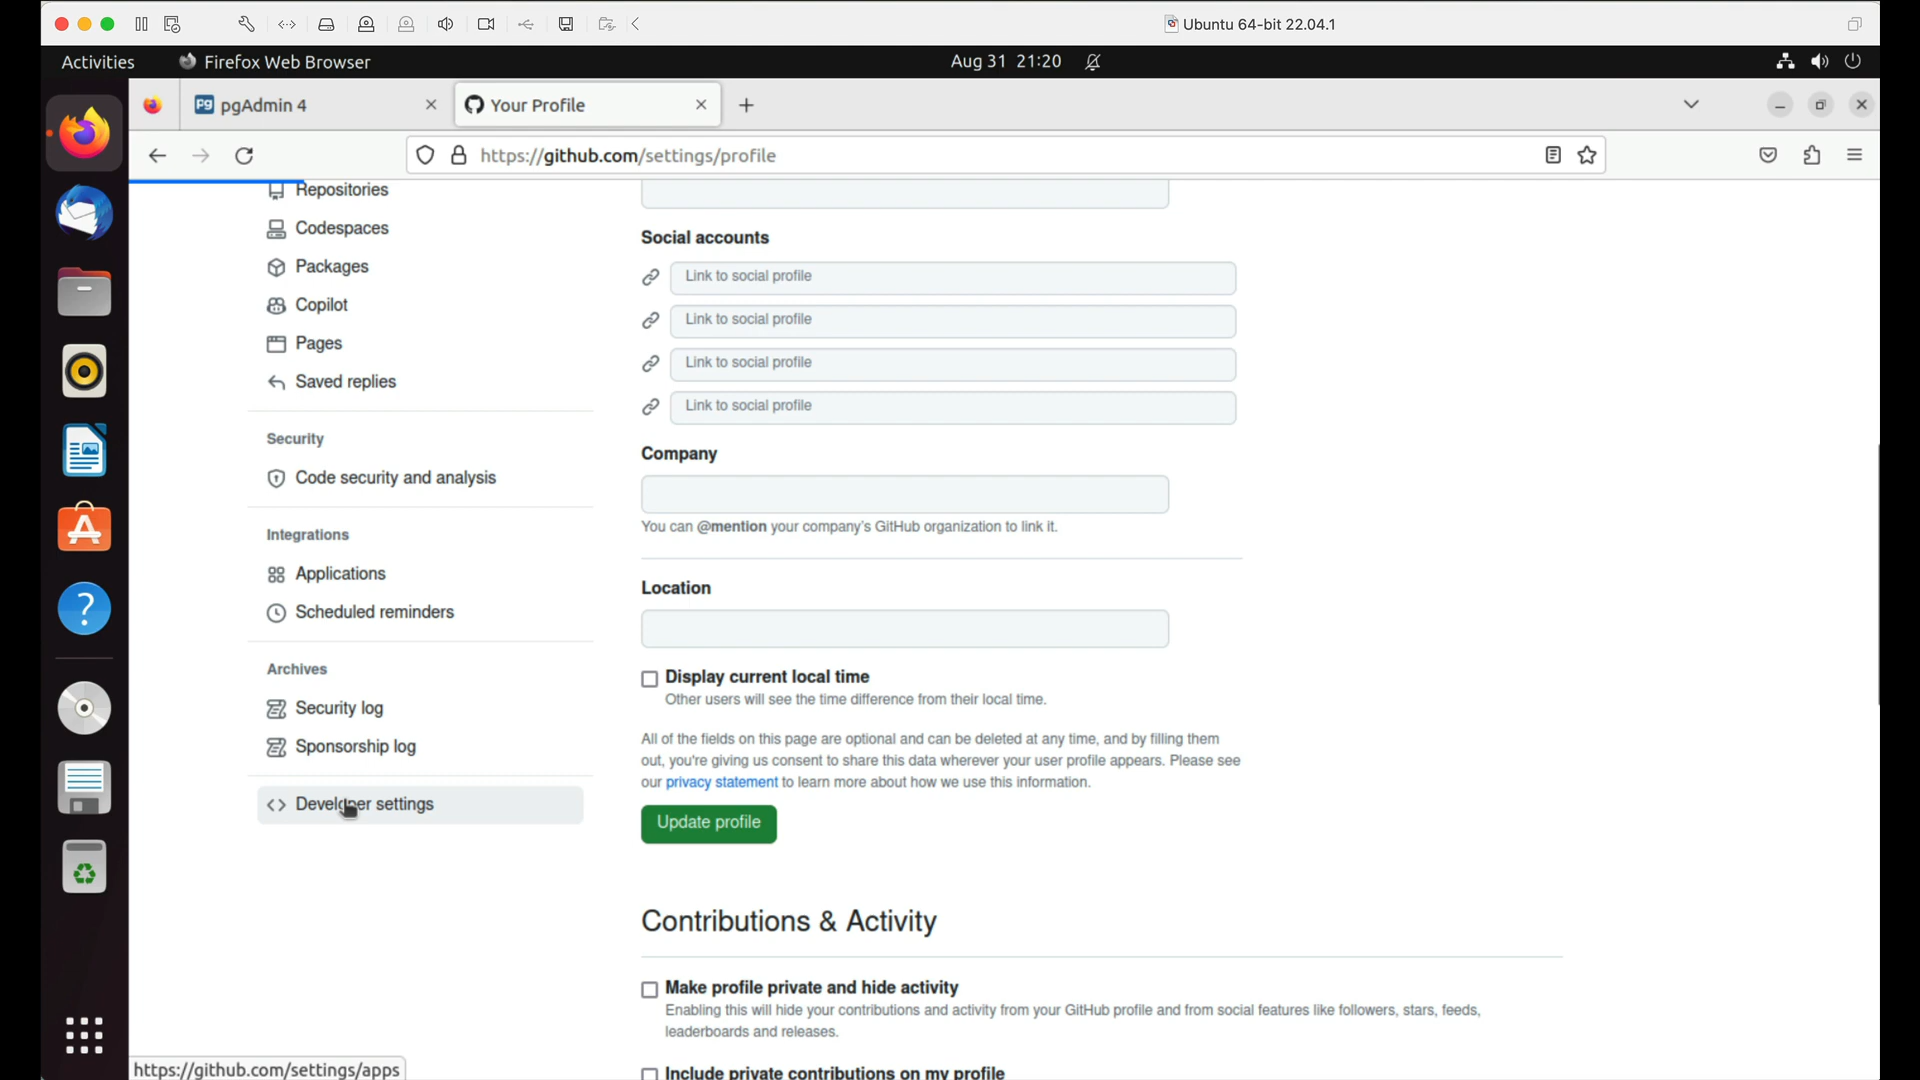 Ubuntu 64-bit 22.04.1
Activities
Firefox Web Browser
Aug 31 21:20
pgAdmin 4
Your Profile
https://github.com/settings/profile
Repositories
Codespaces
Packages
Copilot
Pages
Saved replies
Security
Code security and analysis
Integrations
Applications
Scheduled reminders
Archives
Security log
Sponsorship log
Developer settings
Social accounts
Link to social profile
Link to social profile
Link to social profile
Link to social profile
Company
You can @mention your company's GitHub organization to link it.
Location
Display current local time
Other users will see the time difference from their local time.
All of the fields on this page are optional and can be deleted at any time, and by filling them
out, you're giving us consent to share this data wherever your user profile appears. Please see
our privacy statement to learn more about how we use this information.
Update profile
Contributions & Activity
Make profile private and hide activity
Enabling this will hide your contributions and activity from your GitHub profile and from social features like followers, stars, feeds,
leaderboards and releases.
Include private contributions on my profile
https://github.com/settings/apps